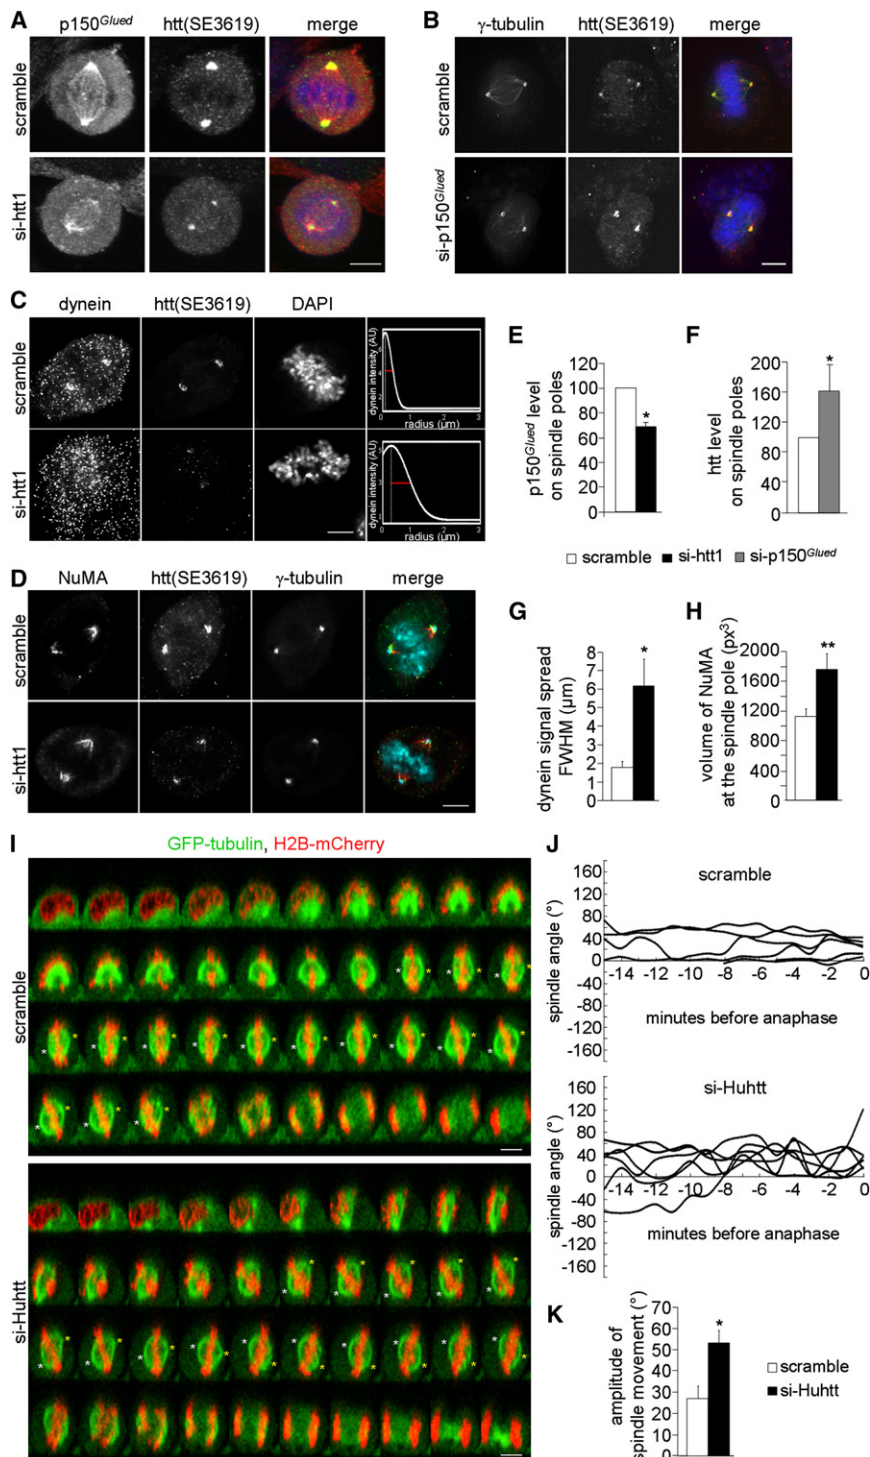 A
p150Glued
htt(SE3619)
merge
scramble
si-htt1
B
γ-tubulin
htt(SE3619)
merge
scramble
si-p150Glued
C
dynein
htt(SE3619)
DAPI
scramble
si-htt1
dynein intensity (AU)
radius (µm)
dynein intensity (AU)
radius (µm)
D
NuMA
htt(SE3619)
γ-tubulin
merge
scramble
si-htt1
E
p150Glued level
on spindle poles
120
100
80
60
40
20
0
*
F
htt level
on spindle poles
200
160
120
80
40
0
*
scramble
si-htt1
si-p150Glued
G
dynein signal spread
FWHM (µm)
8
7
6
5
4
3
2
1
0
*
H
volume of NuMA
at the spindle pole (px3)
2000
1600
1200
800
400
0
**
I
GFP-tubulin, H2B-mCherry
scramble
si-Huhtt
J
scramble
spindle angle (°)
160
120
80
40
0
-40
-80
-120
-160
-14 -12 -10 -8 -6 -4 -2 0
minutes before anaphase
si-Huhtt
spindle angle (°)
160
120
80
40
0
-40
-80
-120
-160
-14 -12 -10 -8 -6 -4 -2 0
minutes before anaphase
K
amplitude of
spindle movement (°)
70
60
50
40
30
20
10
0
*
scramble
si-Huhtt